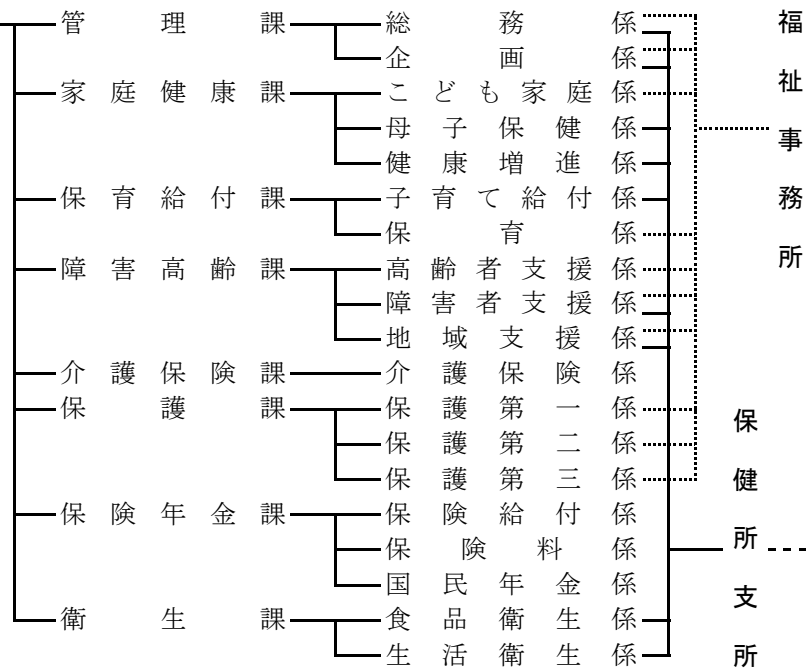 管理課 総務係
企画係
家庭健康課 こども家庭係
母子保健係
健康増進係
保育給付課 子育て給付係
保育係
障害高齢課 高齢者支援係
障害者支援係
地域支援係
介護保険課 介護保険係
保護課 保護第一係
保護第二係
保護第三係
保険年金課 保険給付係
保険料係
国民年金係
衛生課 食品衛生係
生活衛生係
福祉事務所
保健所支所